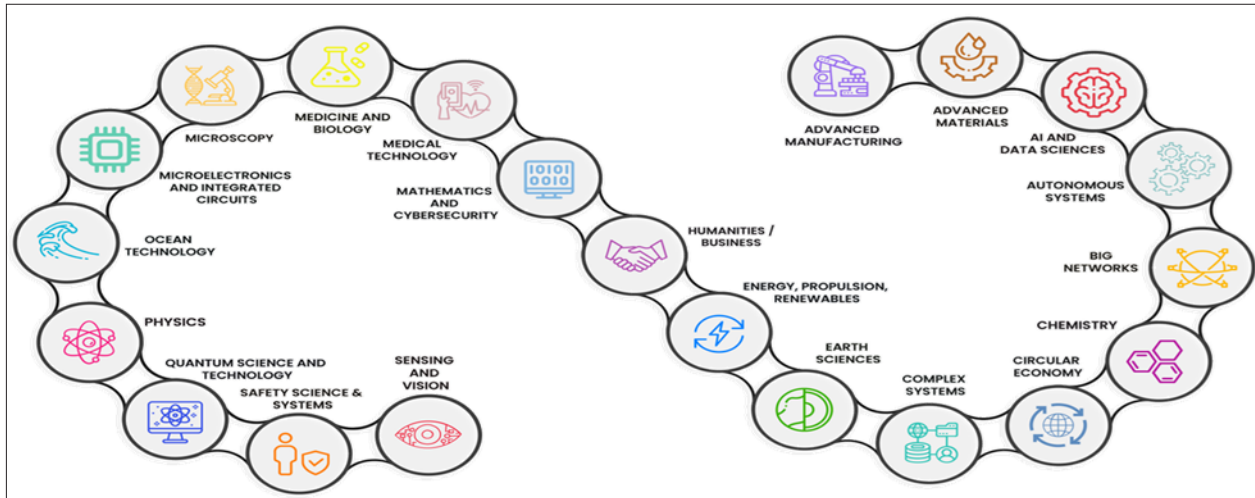 ADVANCED
MANUFACTURING
ADVANCED
MATERIALS
AI AND
DATA SCIENCES
AUTONOMOUS
SYSTEMS
BIG
NETWORKS
CHEMISTRY
CIRCULAR
ECONOMY
COMPLEX
SYSTEMS
EARTH
SCIENCES
ENERGY, PROPULSION,
RENEWABLES
HUMANITIES /
BUSINESS
MATHEMATICS
AND
CYBERSECURITY
10101
0010
MEDICAL
TECHNOLOGY
MEDICINE AND
BIOLOGY
MICROSCOPY
MICROELECTRONICS
AND INTEGRATED
CIRCUITS
OCEAN
TECHNOLOGY
PHYSICS
QUANTUM SCIENCE AND
TECHNOLOGY
SAFETY SCIENCE &
SYSTEMS
SENSING
AND
VISION